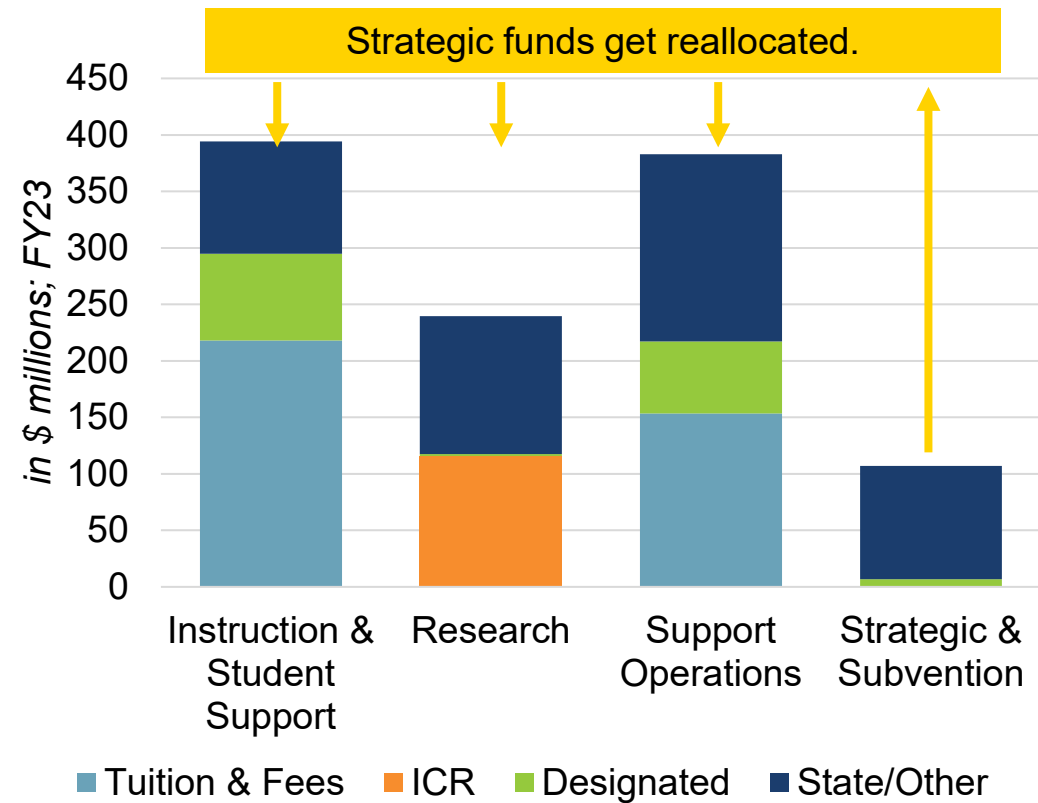 Strategic funds get reallocated.
in $ millions; FY23
450
400
350
300
250
200
150
100
50
0
Instruction &
Student
Support
Research
Support
Operations
Strategic &
Subvention
Tuition & Fees
ICR
Designated
State/Other